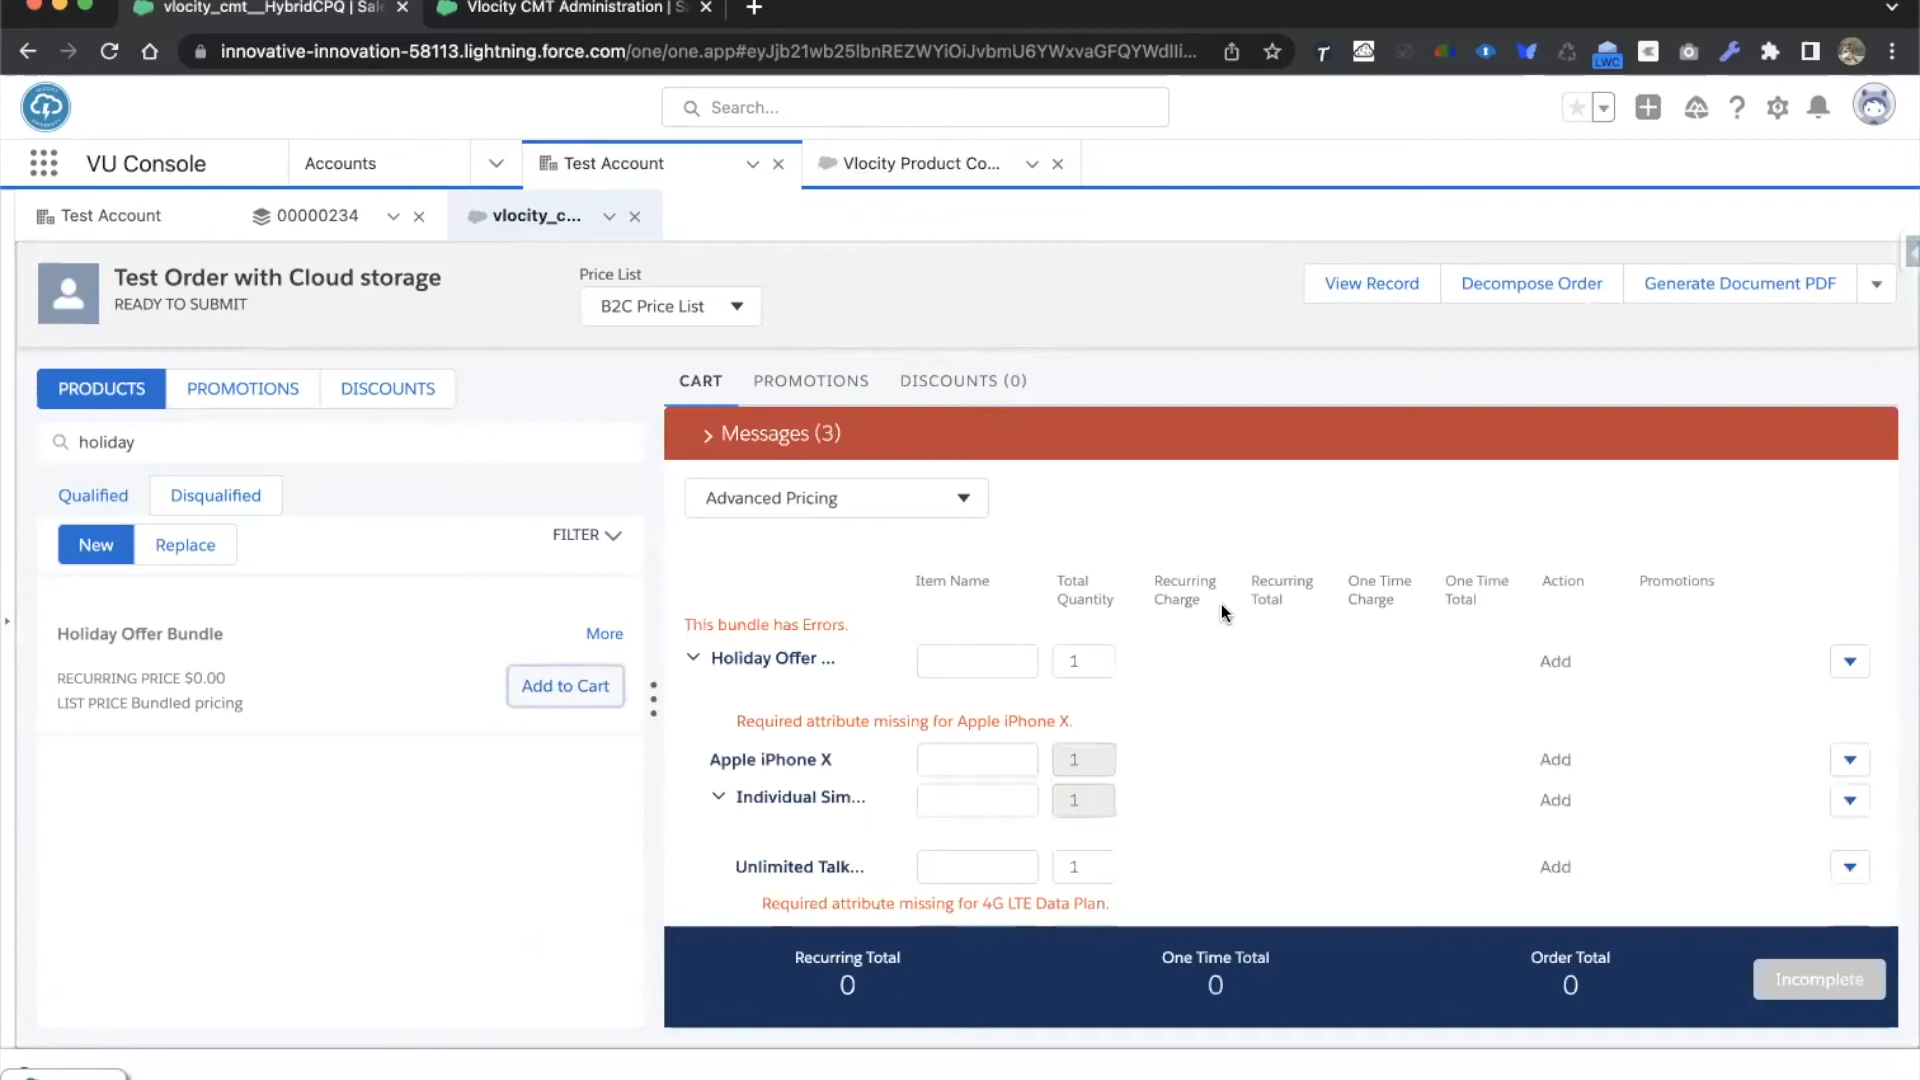 vlocity_cmt__HybridCPQ | Sale
Vlocity CMT Administration | S
innovative-innovation-58113.lightning.force.com/one/one.app#eyJjb21wb25lbnREZWYiOiJvbmU6YWxvaGFQYWdlIi...
LWC
Search...
VU Console
Accounts
Test Account
Vlocity Product Co...
Test Account
00000234
vlocity_c...
Test Order with Cloud storage
READY TO SUBMIT
Price List
B2C Price List
View Record
Decompose Order
Generate Document PDF
PRODUCTS
PROMOTIONS
DISCOUNTS
holiday
Qualified
Disqualified
New
Replace
FILTER
Holiday Offer Bundle
More
RECURRING PRICE $0.00
LIST PRICE Bundled pricing
Add to Cart
CART
PROMOTIONS
DISCOUNTS (0)
Messages (3)
Advanced Pricing
Item Name
Total
Quantity
Recurring
Charge
Recurring
Total
One Time
Charge
One Time
Total
Action
Promotions
This bundle has Errors.
Holiday Offer ...
1
Add
Required attribute missing for Apple iPhone X.
Apple iPhone X
1
Add
Individual Sim...
1
Add
Unlimited Talk...
1
Add
Required attribute missing for 4G LTE Data Plan.
Recurring Total
0
One Time Total
0
Order Total
0
Incomplete